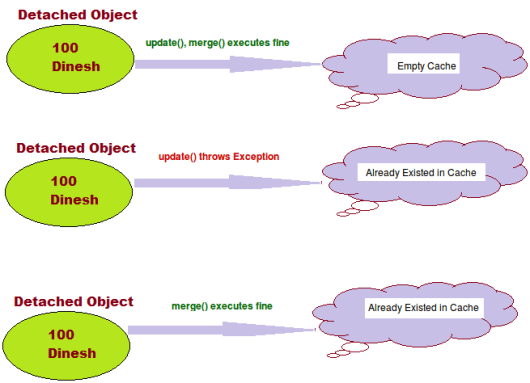 Detached Object
100
Dinesh
update(), merge() executes fine
Empty Cache
Detached Object
100
Dinesh
update() throws Exception
Already Existed in Cache
Detached Object
100
Dinesh
merge() executes fine
Already Existed in Cache